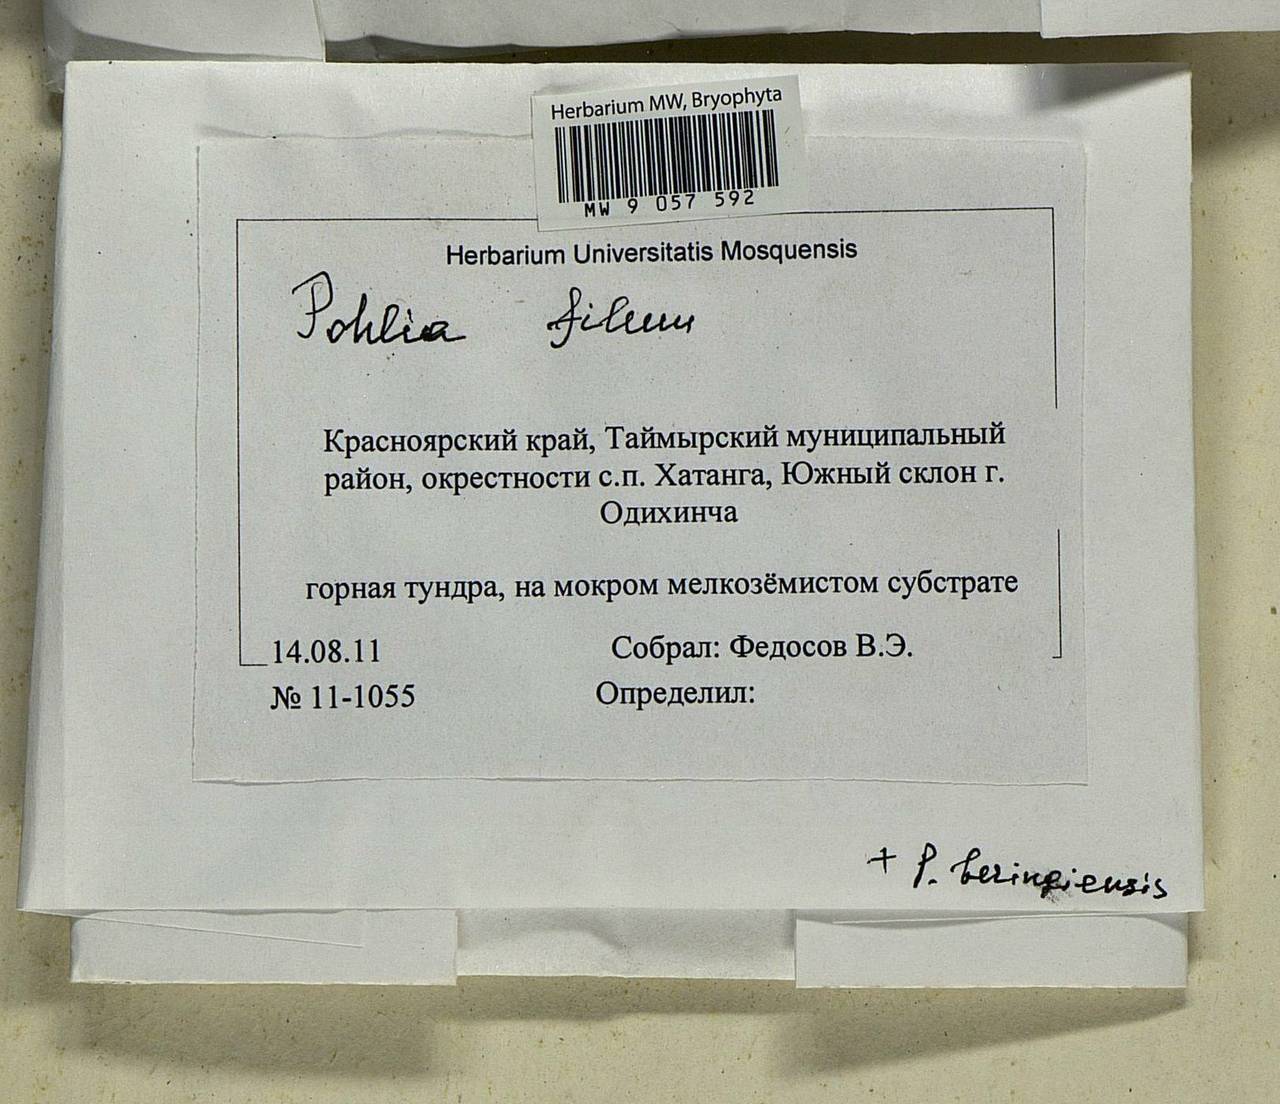 Herbarium MW, Bryophyta
MW 9 057 592
Herbarium Universitatis Mosquensis
Pohlia filum
Красноярский край, Таймырский муниципальный
район, окрестности с.п. Хатанга, Южный склон г.
Одихинча
горная тундра, на мокром мелкозёмистом субстрате
14.08.11 Собрал: Федосов В.Э.
№ 11-1055 Определил:
+ P. beringiensis